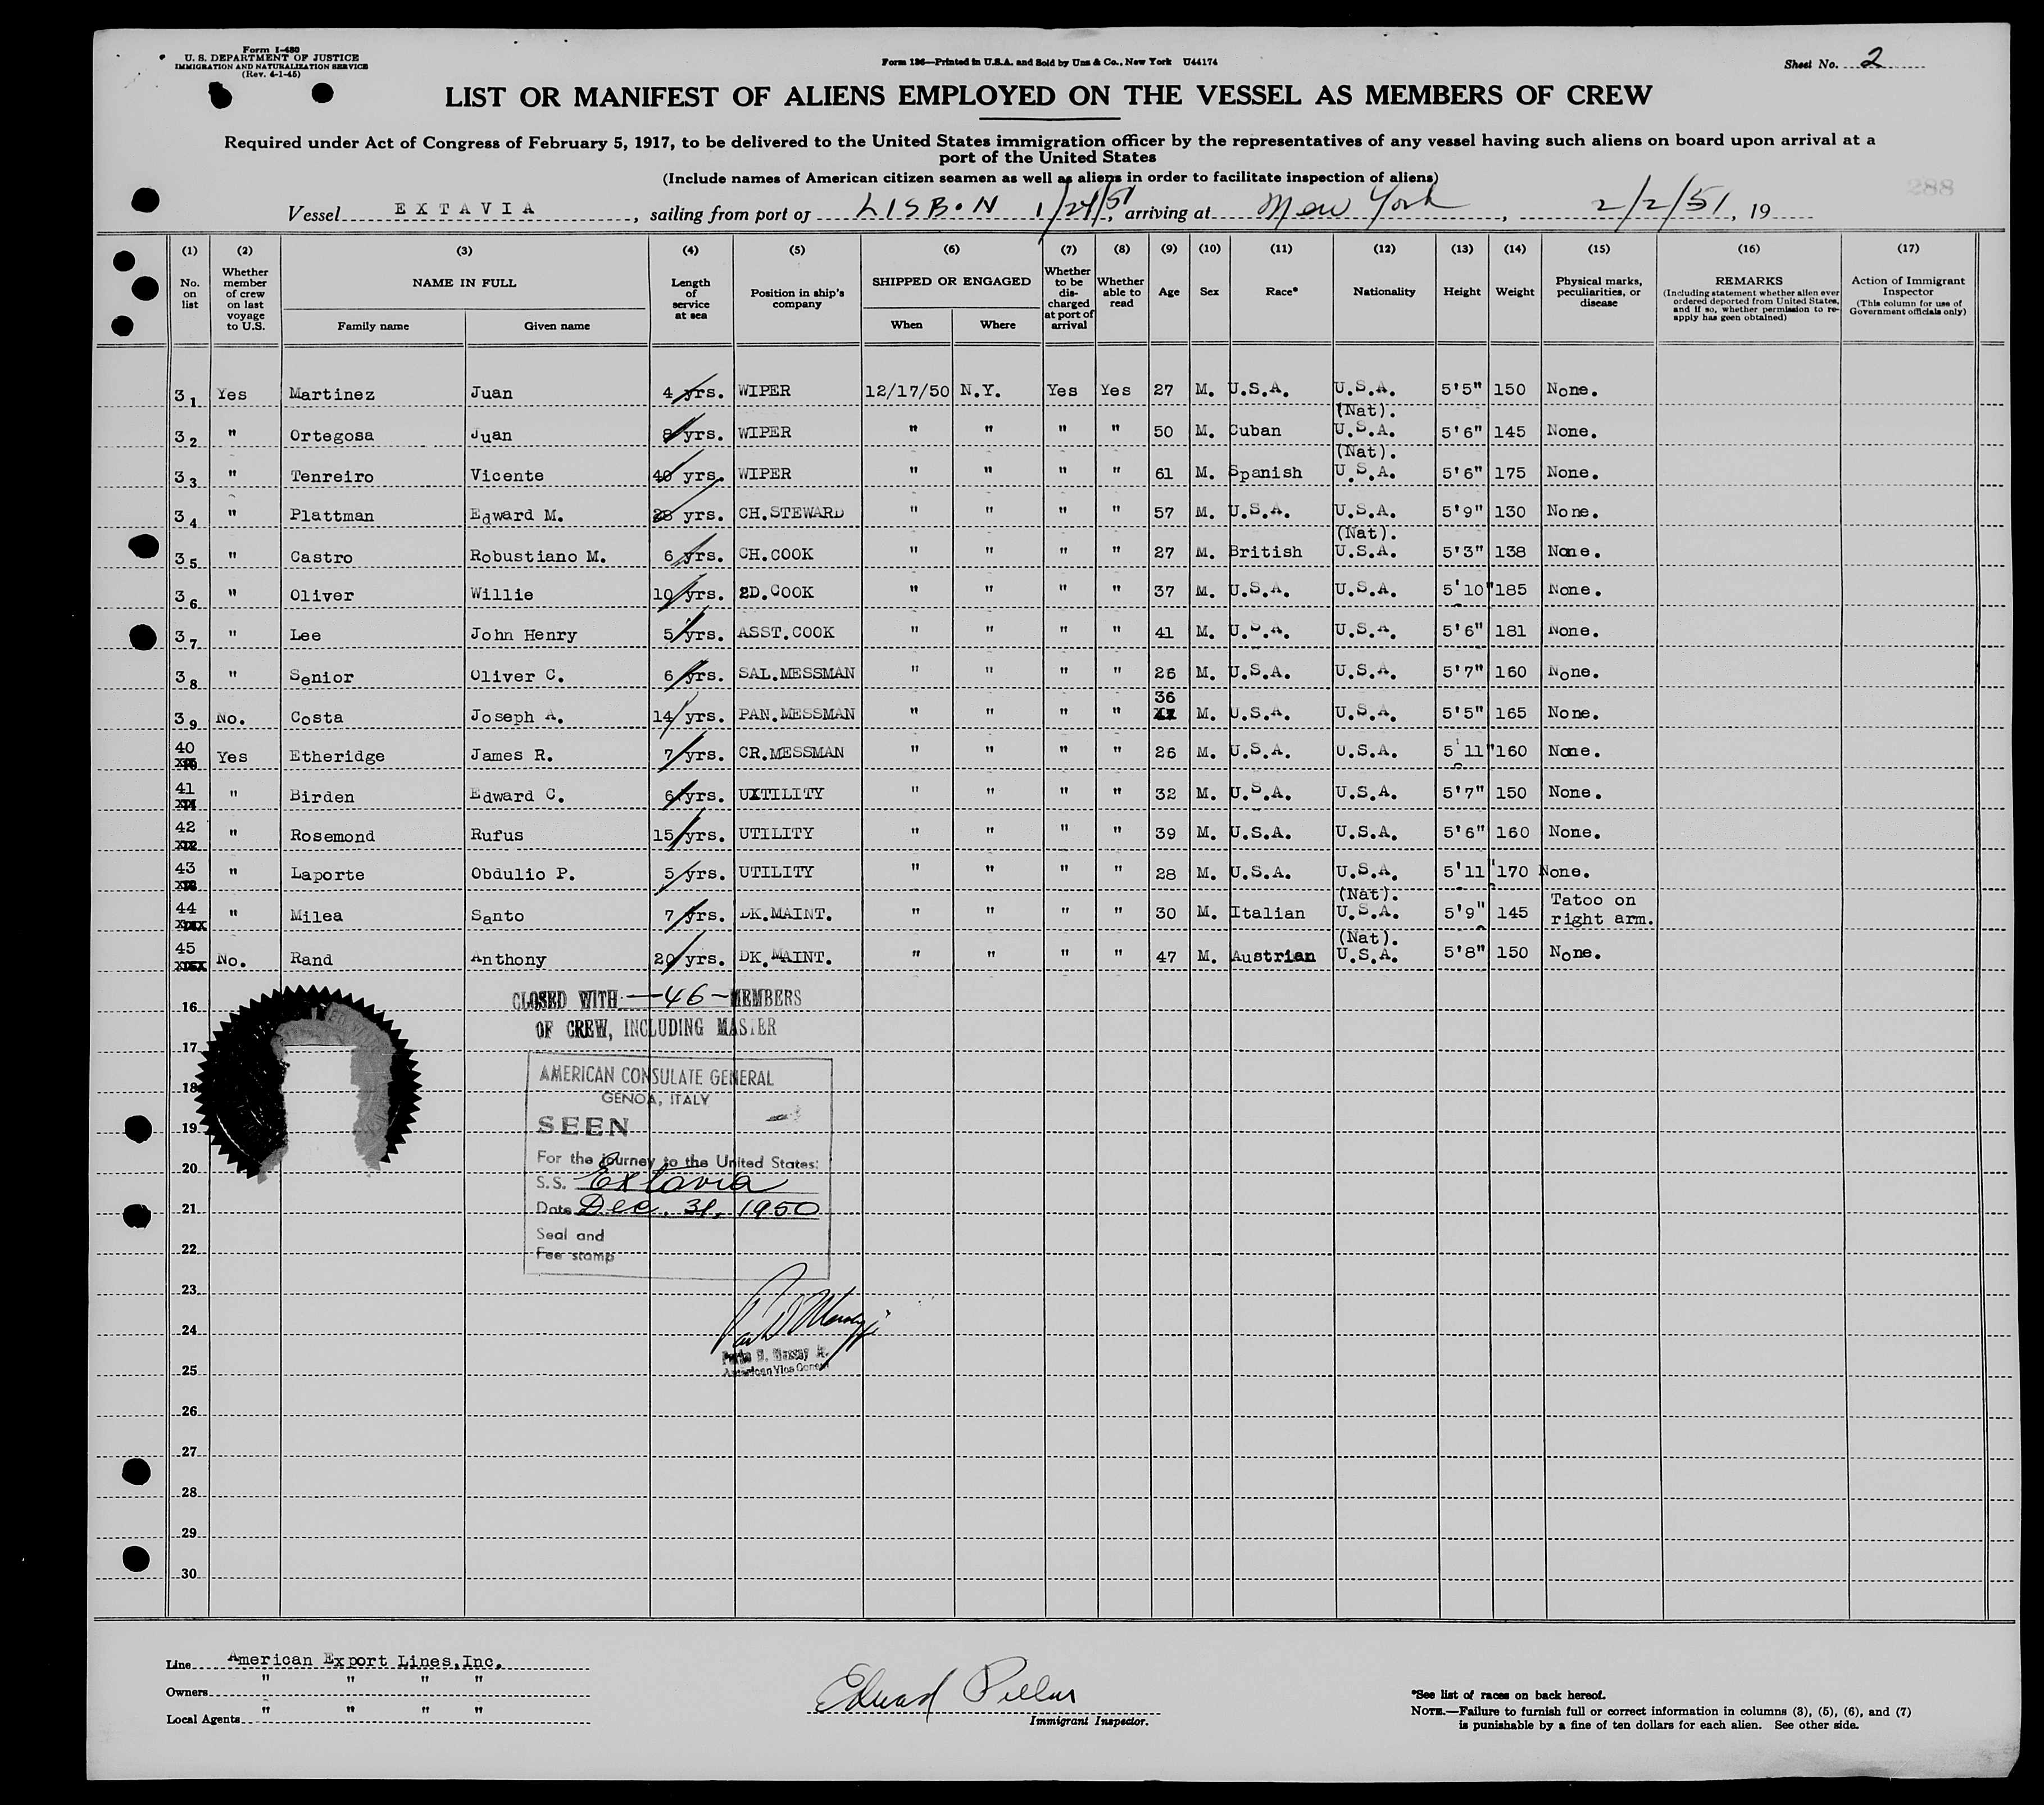 Form I-480
U. S. DEPARTMENT OF JUSTICE
IMMIGRATION AND NATURALIZATION SERVICE
(Rev. 4-1-45)
Form 136—Printed in U.S.A. and Sold by Unz & Co., New York U44174
Sheet No. 2
LIST OR MANIFEST OF ALIENS EMPLOYED ON THE VESSEL AS MEMBERS OF CREW
Required under Act of Congress of February 5, 1917, to be delivered to the United States immigration officer by the representatives of any vessel having such aliens on board upon arrival at a
port of the United States
(Include names of American citizen seamen as well as aliens in order to facilitate inspection of aliens)
288
Vessel EXTAVIA, sailing from port of LISBON 1/24/51, arriving at New York, 2/2/51, 19
(1) (2) (3) (4) (5) (6) (7) (8) (9) (10) (11) (12) (13) (14) (15) (16) (17)
No. on list
Whether member of crew on last voyage to U.S.
NAME IN FULL
Family name Given name
Length of service at sea
Position in ship's company
SHIPPED OR ENGAGED
When Where
Whether to be discharged at port of arrival
Whether able to read
Age
Sex
Race*
Nationality
Height
Weight
Physical marks, peculiarities, or disease
REMARKS
(Including statement whether alien ever ordered deported from United States, and if so, whether permission to re-apply has geen obtained)
Action of Immigrant Inspector
(This column for use of Government officials only)
31 Yes Martinez Juan 4 yrs. WIPER 12/17/50 N.Y. Yes Yes 27 M. U.S.A. U.S.A. 5'5" 150 None.
(Nat).
32 " Ortegosa Juan 8 yrs. WIPER " " " " 50 M. Cuban U.S.A. 5'6" 145 None.
(Nat).
33 " Tenreiro Vicente 40 yrs. WIPER " " " " 61 M. Spanish U.S.A. 5'6" 175 None.
34 " Plattman Edward M. 28 yrs. CH.STEWARD " " " " 57 M. U.S.A. U.S.A. 5'9" 130 None.
(Nat).
35 " Castro Robustiano M. 6 yrs. CH.COOK " " " " 27 M. British U.S.A. 5'3" 138 None.
36 " Oliver Willie 10 yrs. 2D.COOK " " " " 37 M. U.S.A. U.S.A. 5'10" 185 None.
37 " Lee John Henry 5 yrs. ASST.COOK " " " " 41 M. U.S.A. U.S.A. 5'6" 181 None.
38 " Senior Oliver C. 6 yrs. SAL.MESSMAN " " " " 26 M. U.S.A. U.S.A. 5'7" 160 None.
36
39 No. Costa Joseph A. 14 yrs. PAN.MESSMAN " " " " M. U.S.A. U.S.A. 5'5" 165 None.
40 Yes Etheridge James R. 7 yrs. CR.MESSMAN " " " " 26 M. U.S.A. U.S.A. 5'11" 160 None.
41 " Birden Edward C. 6 yrs. UXTILITY " " " " 32 M. U.S.A. U.S.A. 5'7" 150 None.
42 " Rosemond Rufus 15 yrs. UTILITY " " " " 39 M. U.S.A. U.S.A. 5'6" 160 None.
43 " Laporte Obdulio P. 5 yrs. UTILITY " " " " 28 M. U.S.A. U.S.A. 5'11" 170 None.
(Nat). Tatoo on
44 " Milea Santo 7 yrs. DK.MAINT. " " " " 30 M. Italian U.S.A. 5'9" 145 right arm.
(Nat).
45 No. Rand Anthony 20 yrs. DK.MAINT. " " " " 47 M. Austrian U.S.A. 5'8" 150 None.
CLOSED WITH —46— MEMBERS
16
OF CREW, INCLUDING MASTER
17
AMERICAN CONSULATE GENERAL
18
GENOA, ITALY
SEEN
19
For the journey to the United States:
20
S.S. Extavia
Date Dec. 31, 1950
21
Seal and
22
Fee stamp
23
24
American Vice Consul
25
26
27
28
29
30
Line American Export Lines, Inc.
Owners " " " "
Local Agents " " " "
Immigrant Inspector.
*See list of races on back hereof.
NOTE.—Failure to furnish full or correct information in columns (3), (5), (6), and (7)
is punishable by a fine of ten dollars for each alien. See other side.